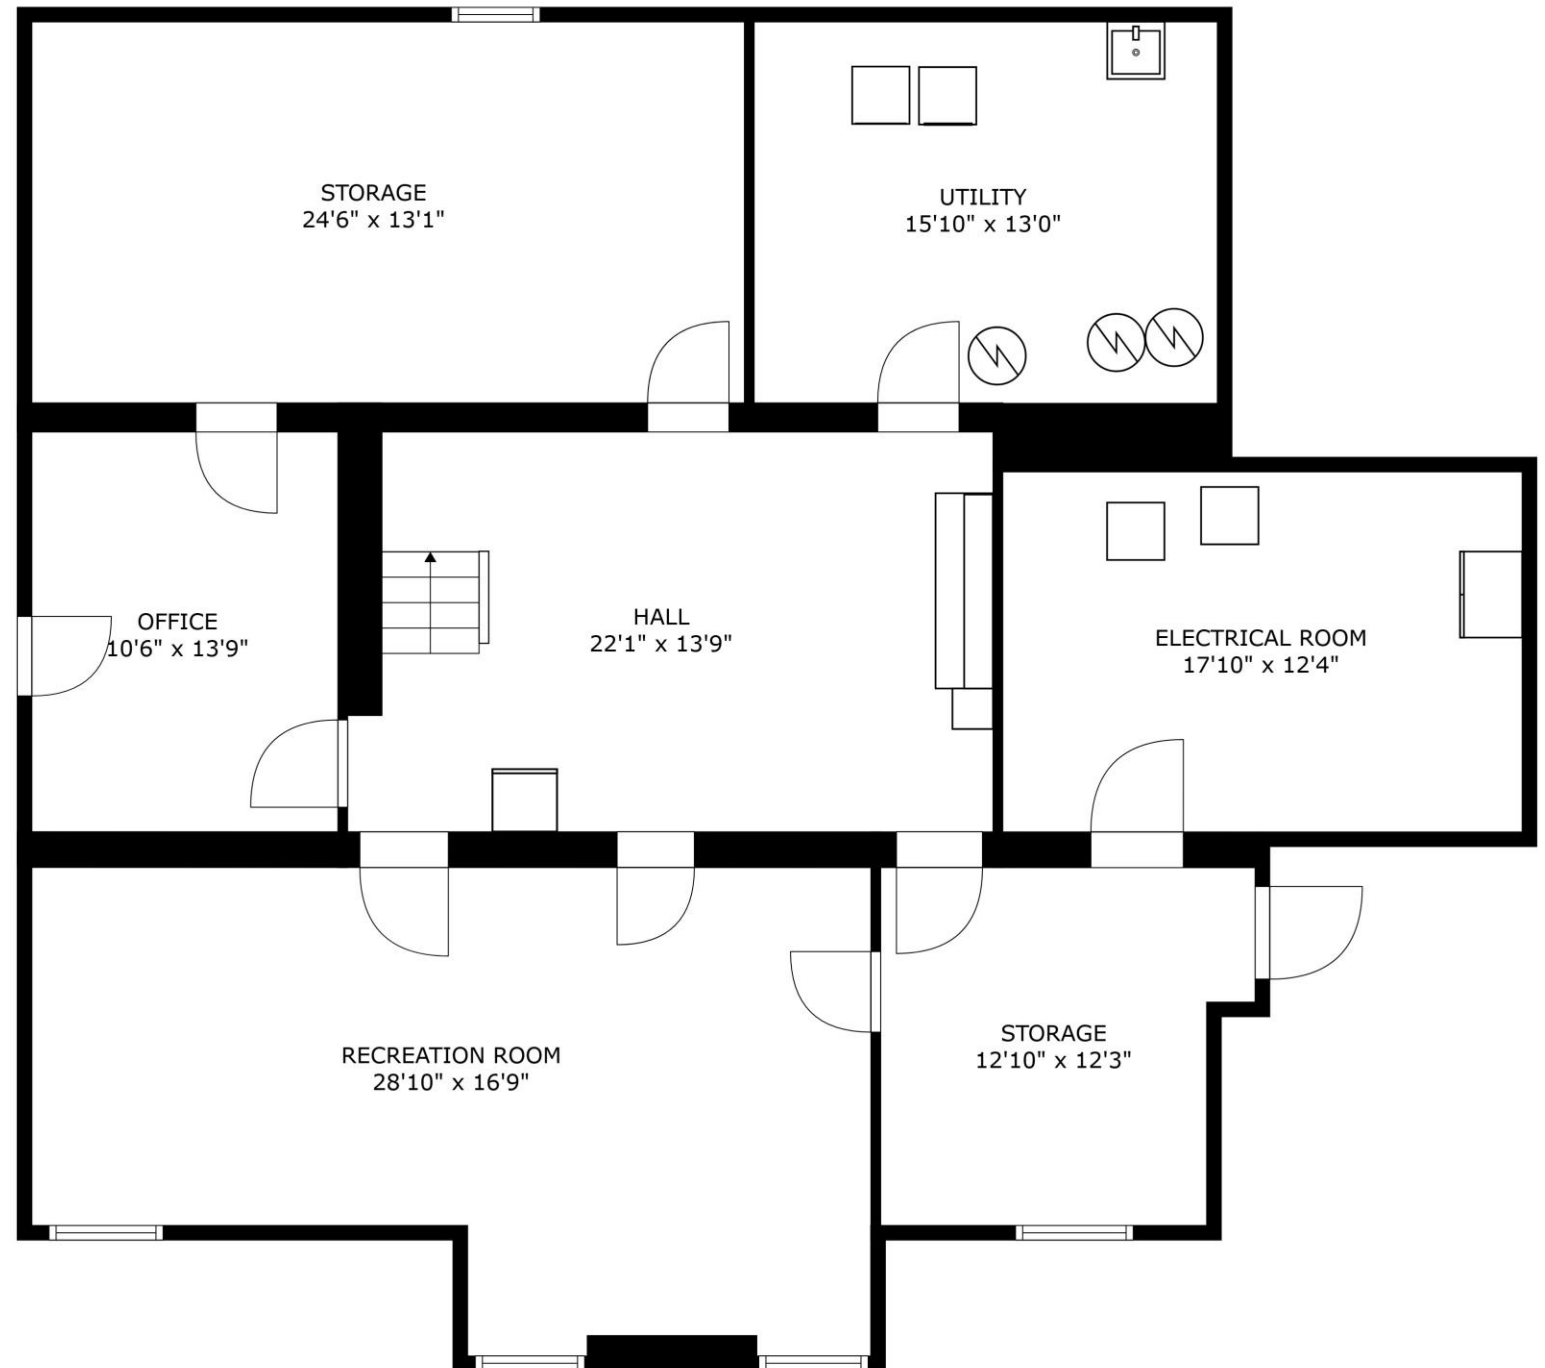 STORAGE
24'6" x 13'1"
UTILITY
15'10" x 13'0"
OFFICE
10'6" x 13'9"
HALL
22'1" x 13'9"
ELECTRICAL ROOM
17'10" x 12'4"
RECREATION ROOM
28'10" x 16'9"
STORAGE
12'10" x 12'3"